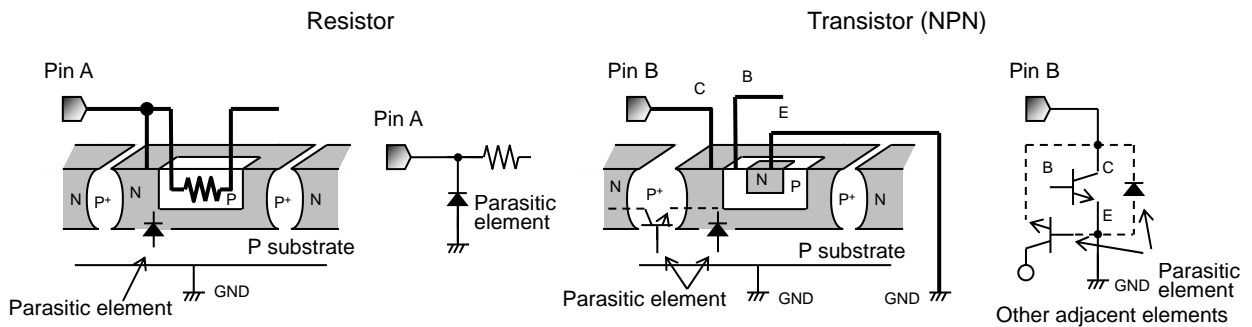 Resistor
Transistor (NPN)
Pin A
N
P+
N
P
P+
N
P substrate
GND
Parasitic element
Pin A
Parasitic
element
Pin B
C
B
E
N
P+
N
P
P+
N
P substrate
GND
GND
Parasitic element
Pin B
B
C
E
GND
Parasitic
element
Other adjacent elements